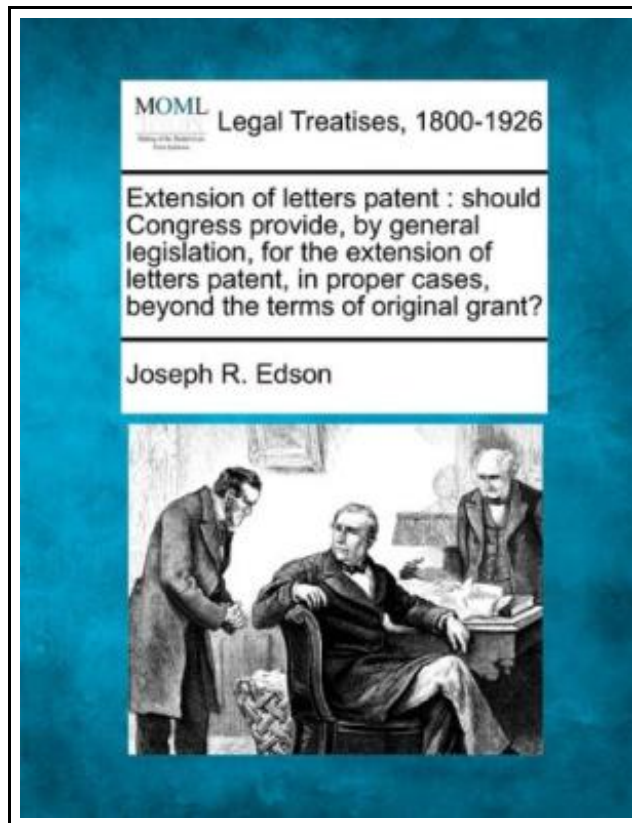 MOML
Legal Treatises, 1800-1926
Extension of letters patent : should
Congress provide, by general
legislation, for the extension of
letters patent, in proper cases,
beyond the terms of original grant?
Joseph R. Edson